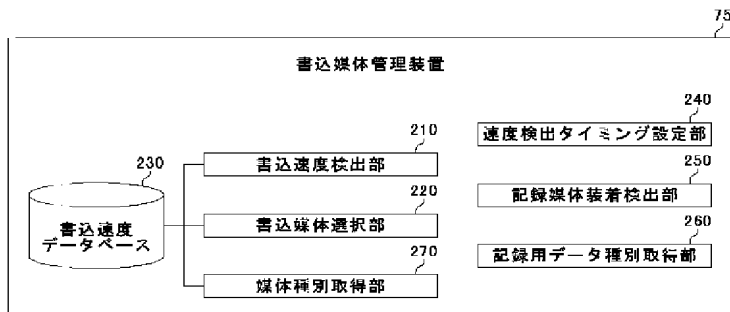 75
書込媒体管理装置
240
速度検出タイミング設定部
210
書込速度検出部
230
書込速度
データベース
250
記録媒体装着検出部
220
書込媒体選択部
260
記録用データ種別取得部
270
媒体種別取得部